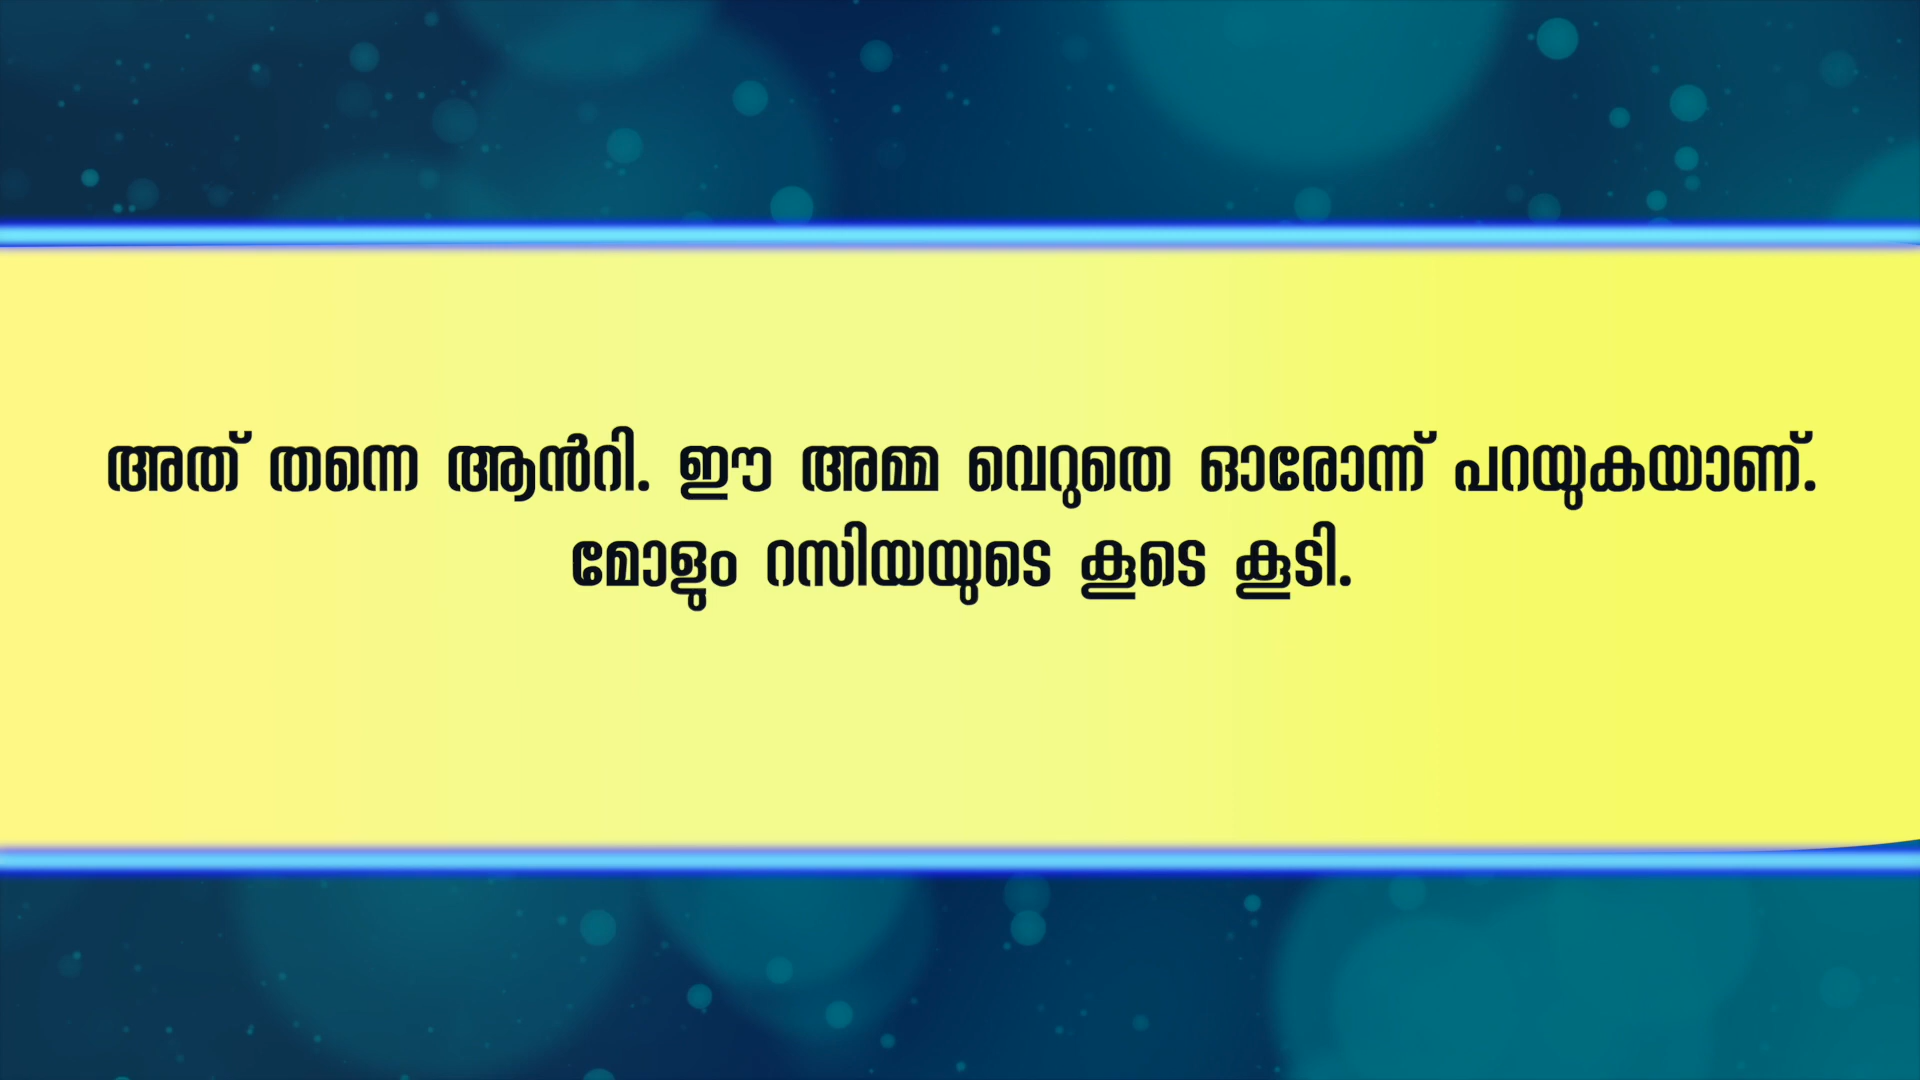 അത് തന്നെ ആൻറി. ഈ അമ്മ വെറുതെ ഓരോന്ന് പറയുകയാണ്.
മോളും റസിയയുടെ കൂടെ കൂടി.